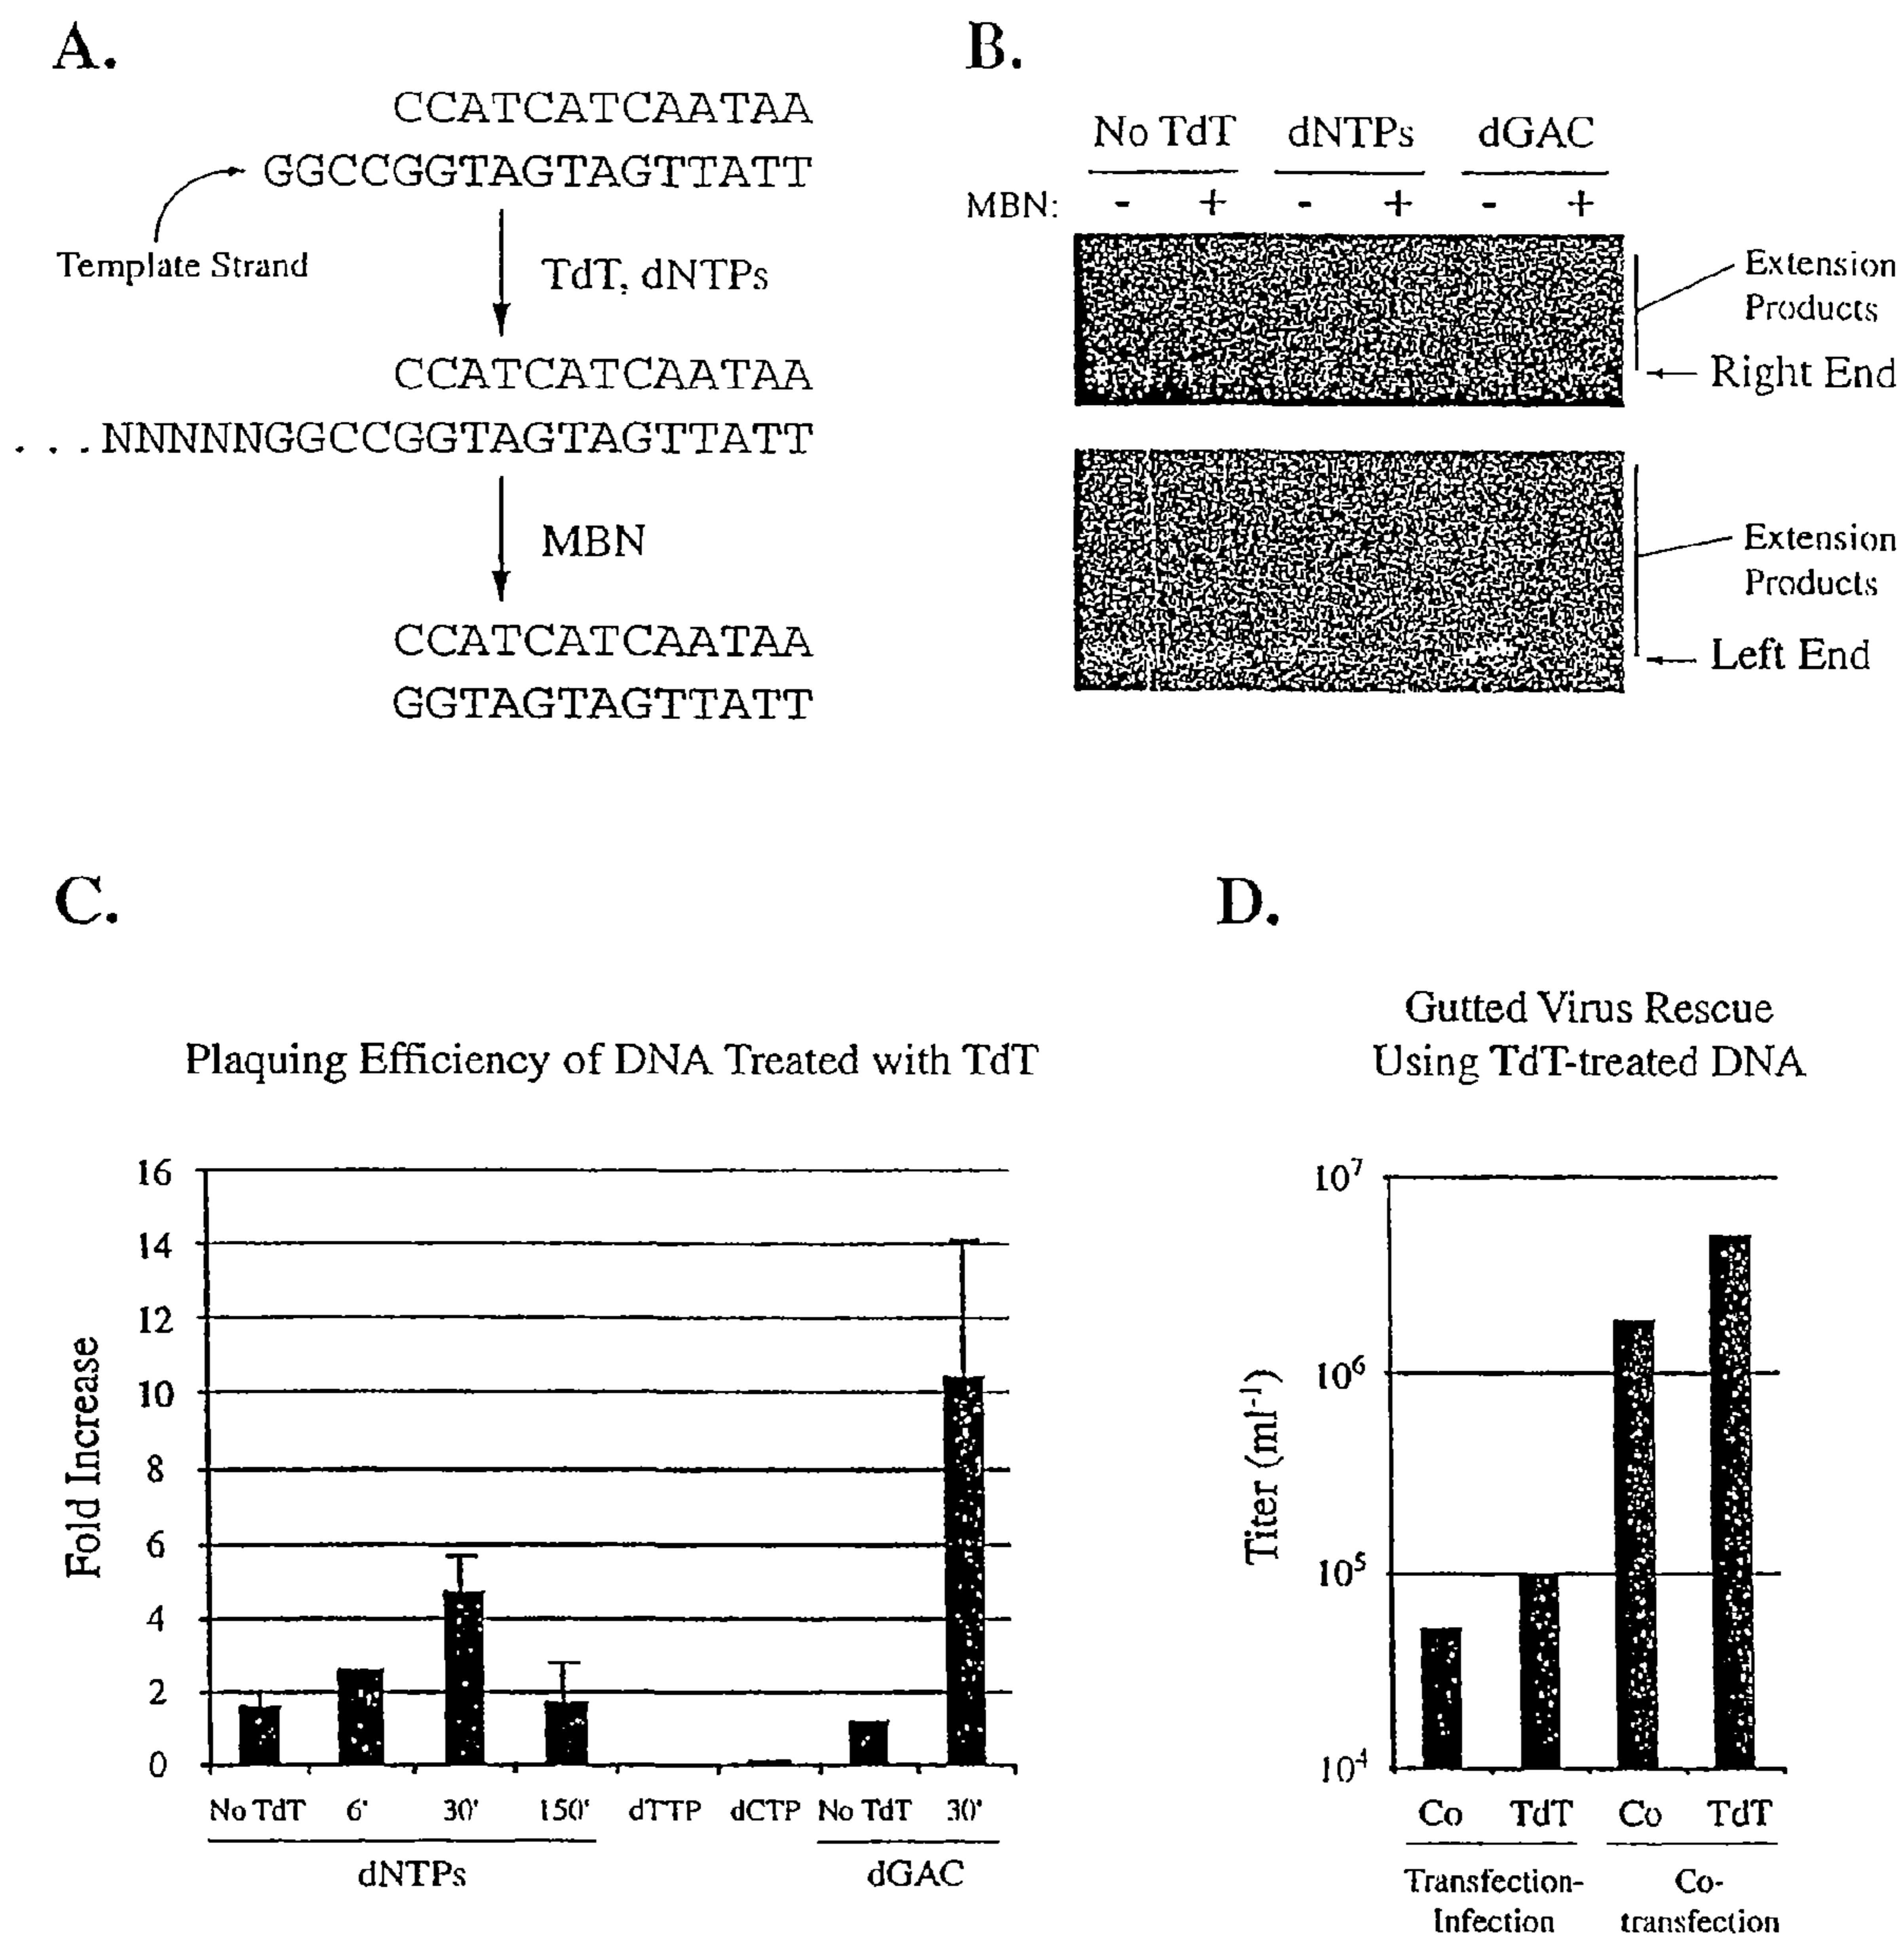 A.
CCATCATCAATAA
GGCCGGTAGTAGTTATT
Template Strand
TdT, dNTPs
CCATCATCAATAA
...NNNNNGGCCGGTAGTAGTTATT
MBN
CCATCATCAATAA
GGTAGTAGTTATT
B.
No TdT dNTPs dGAC
MBN: - + - + - +
Extension
Products
Right End
Extension
Products
Left End
C.
Plaquing Efficiency of DNA Treated with TdT
Fold Increase
16
14
12
10
8
6
4
2
0
No TdT 6' 30' 150' dTTP dCTP No TdT 30'
dNTPs dGAC
D.
Gutted Virus Rescue
Using TdT-treated DNA
Titer (ml⁻¹)
10⁷
10⁶
10⁵
10⁴
Co TdT Co TdT
Transfection-
Infection
Co-
transfection